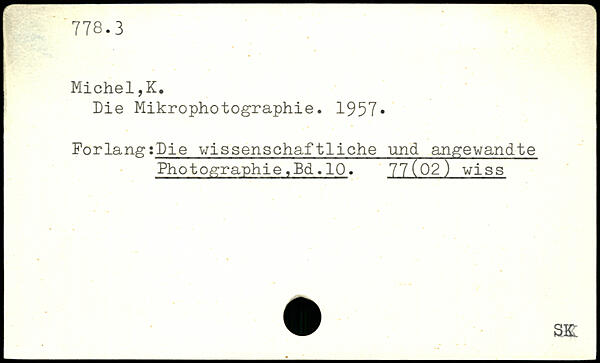 778.3
Michel,K.
Die Mikrophotographie. 1957.
Forlang:Die wissenschaftliche und angewandte
Photographie,Bd.10. 77(02) wiss
SK